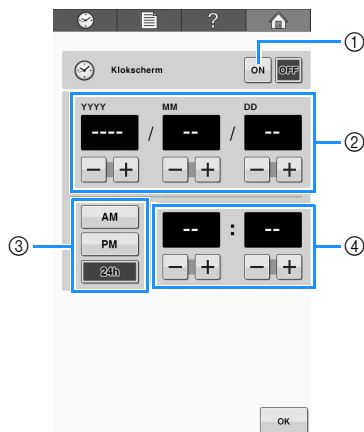 ?
①
Klokscherm ON OFF
YYYY MM DD
---- / -- / -- ②
− + − + − +
AM
③ PM -- : -- ④
24h − + − +
OK